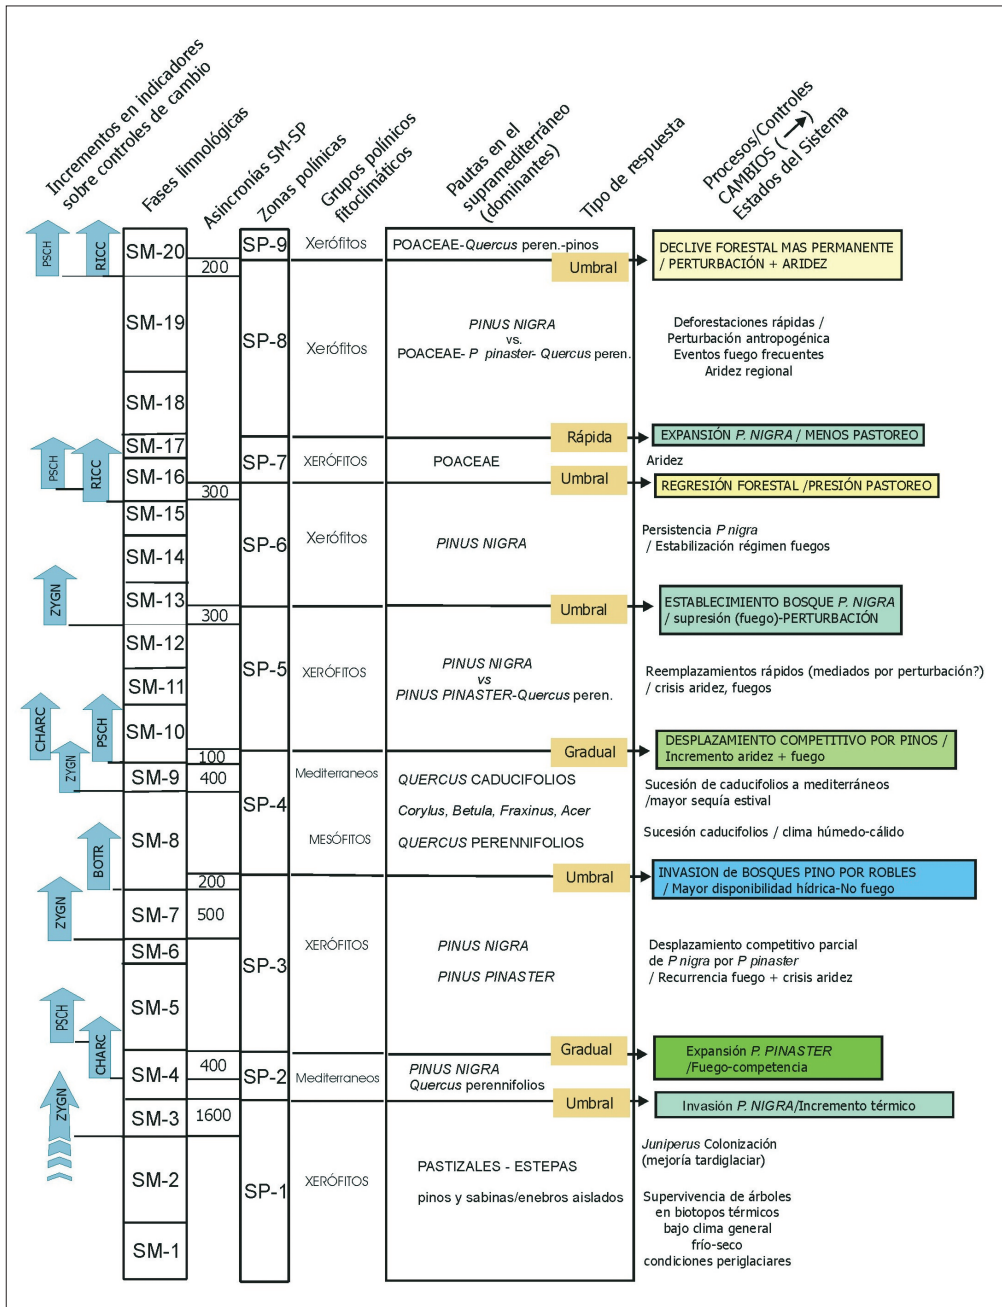 Incrementos en indicadores
sobre controles de cambio
Fases limnológicas
Asincronías SM-SP
Zonas polínicas
Grupos polínicos
fitoclimáticos
Pautas en el
supramediterráneo
(dominantes)
Tipo de respuesta
Procesos/Controles
CAMBIOS (→)
Estados del Sistema
PSCH
RICC
SM-20
200
SP-9
Xerófitos
POACEAE-Quercus peren.-pinos
Umbral
DECLIVE FORESTAL MAS PERMANENTE
/ PERTURBACIÓN + ARIDEZ
SM-19
SP-8
Xerófitos
PINUS NIGRA
vs.
POACEAE- P pinaster- Quercus peren.
Deforestaciones rápidas /
Perturbación antropogénica
Eventos fuego frecuentes
Aridez regional
SM-18
SM-17
Rápida
EXPANSIÓN P. NIGRA / MENOS PASTOREO
PSCH
RICC
SM-16
SP-7
XERÓFITOS
POACEAE
Aridez
300
Umbral
REGRESIÓN FORESTAL /PRESIÓN PASTOREO
SM-15
SP-6
Xerófitos
PINUS NIGRA
Persistencia P nigra
/ Estabilización régimen fuegos
SM-14
ZYGN
SM-13
300
Umbral
ESTABLECIMIENTO BOSQUE P. NIGRA
/ supresión (fuego)-PERTURBACIÓN
SM-12
SP-5
XERÓFITOS
PINUS NIGRA
vs
PINUS PINASTER-Quercus peren.
Reemplazamientos rápidos (mediados por perturbación?)
/ crisis aridez, fuegos
SM-11
CHARC
ZYGN
PSCH
SM-10
100
Gradual
DESPLAZAMIENTO COMPETITIVO POR PINOS /
Incremento aridez + fuego
SM-9
400
SP-4
Mediterraneos
QUERCUS CADUCIFOLIOS
Sucesión de caducifolios a mediterráneos
/mayor sequía estival
Corylus, Betula, Fraxinus, Acer
BOTR
SM-8
MESÓFITOS
QUERCUS PERENNIFOLIOS
Sucesión caducifolios / clima húmedo-cálido
200
Umbral
INVASION de BOSQUES PINO POR ROBLES
/ Mayor disponibilidad hídrica-No fuego
ZYGN
SM-7
500
SM-6
SP-3
XERÓFITOS
PINUS NIGRA
PINUS PINASTER
Desplazamiento competitivo parcial
de P nigra por P pinaster
/ Recurrencia fuego + crisis aridez
PSCH
CHARC
SM-5
Gradual
Expansión P. PINASTER
/Fuego-competencia
SM-4
400
SP-2
Mediterraneos
PINUS NIGRA
Quercus perennifolios
ZYGN
SM-3
1600
Umbral
Invasión P. NIGRA/Incremento térmico
SM-2
SP-1
XERÓFITOS
PASTIZALES - ESTEPAS
pinos y sabinas/enebros aislados
Juniperus Colonización
(mejoría tardiglaciar)
SM-1
Supervivencia de árboles
en biotopos térmicos
bajo clima general
frío-seco
condiciones periglaciares